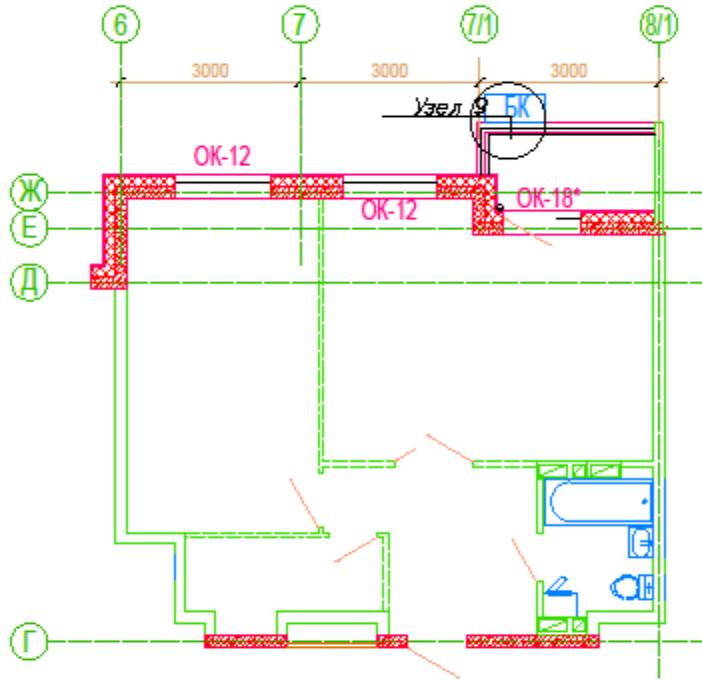 6 7 7/1 8/1
3000 3000 3000
Узел 9 БК
ОК-12
Ж
ОК-18*
ОК-12
Е
Д
Г